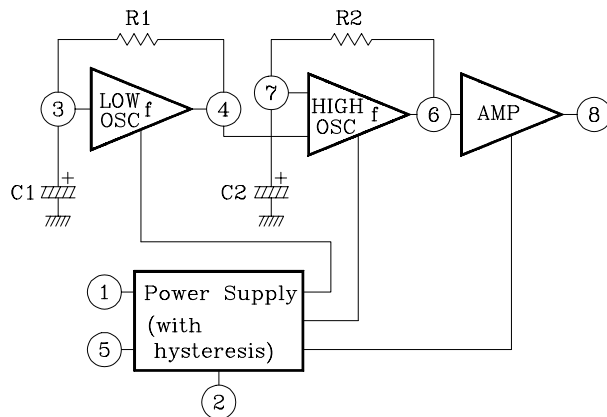 R1
R2
3
LOW f
OSC
4
7
HIGH f
OSC
6
AMP
8
C1 +
C2 +
1
Power Supply
(with
hysteresis)
5
2